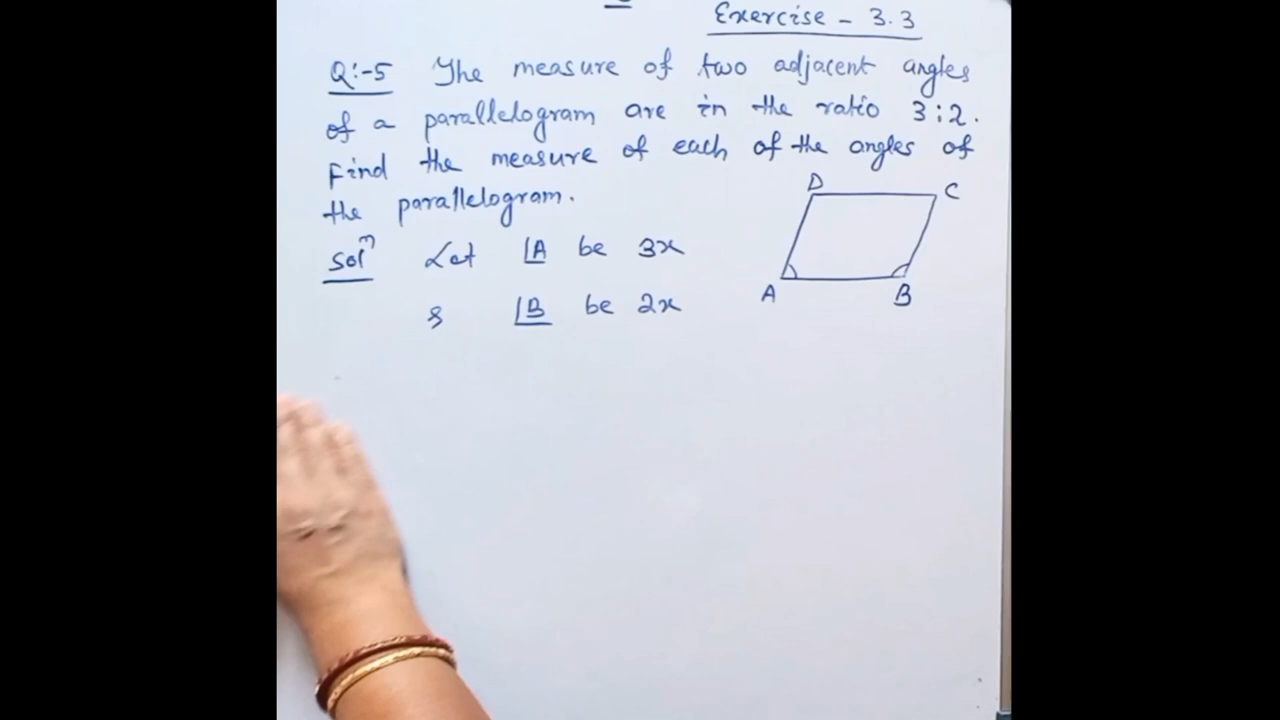 Exercise - 3.3
Q:-5 The measure of two adjacent angles
of a parallelogram are in the ratio 3:2.
Find the measure of each of the angles of
the parallelogram.
D C
Solⁿ Let ∠A be 3x
A B
& ∠B be 2x